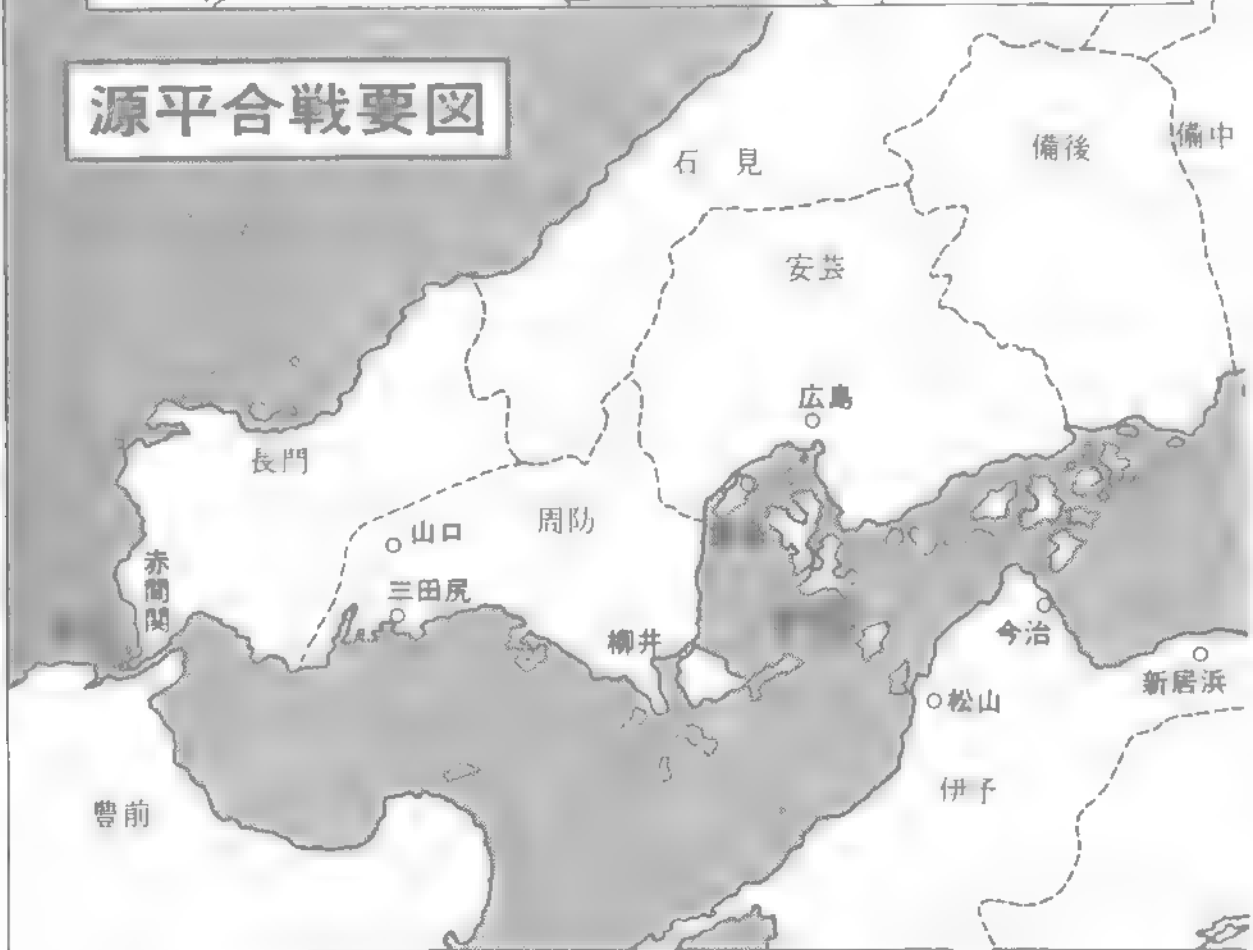 源平合戦要図
石見
備後
備中
安芸
広島
長門
周防
山口
赤間関
三田尻
柳井
今治
新居浜
松山
伊予
豊前